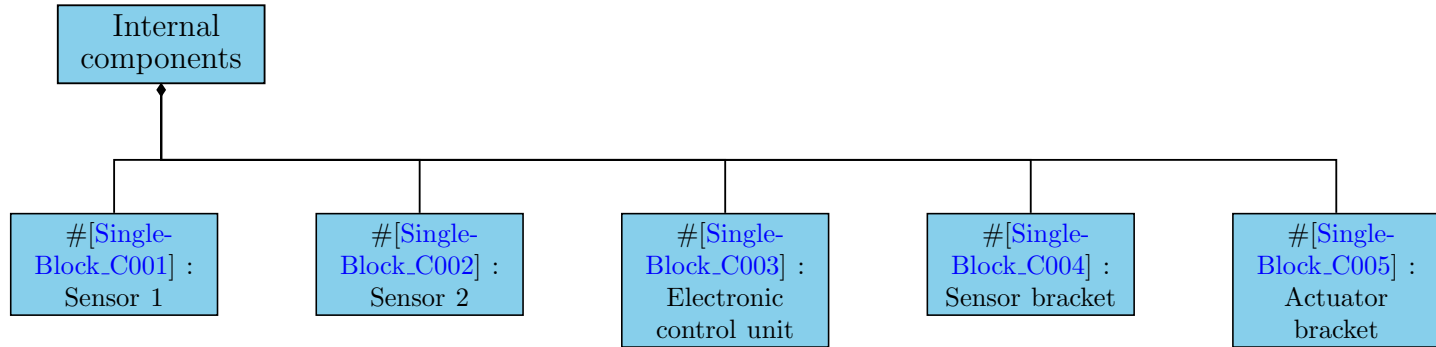 Internal
components
#[Single-
Block_C001] :
Sensor 1
#[Single-
Block_C002] :
Sensor 2
#[Single-
Block_C003] :
Electronic
control unit
#[Single-
Block_C004] :
Sensor bracket
#[Single-
Block_C005] :
Actuator
bracket